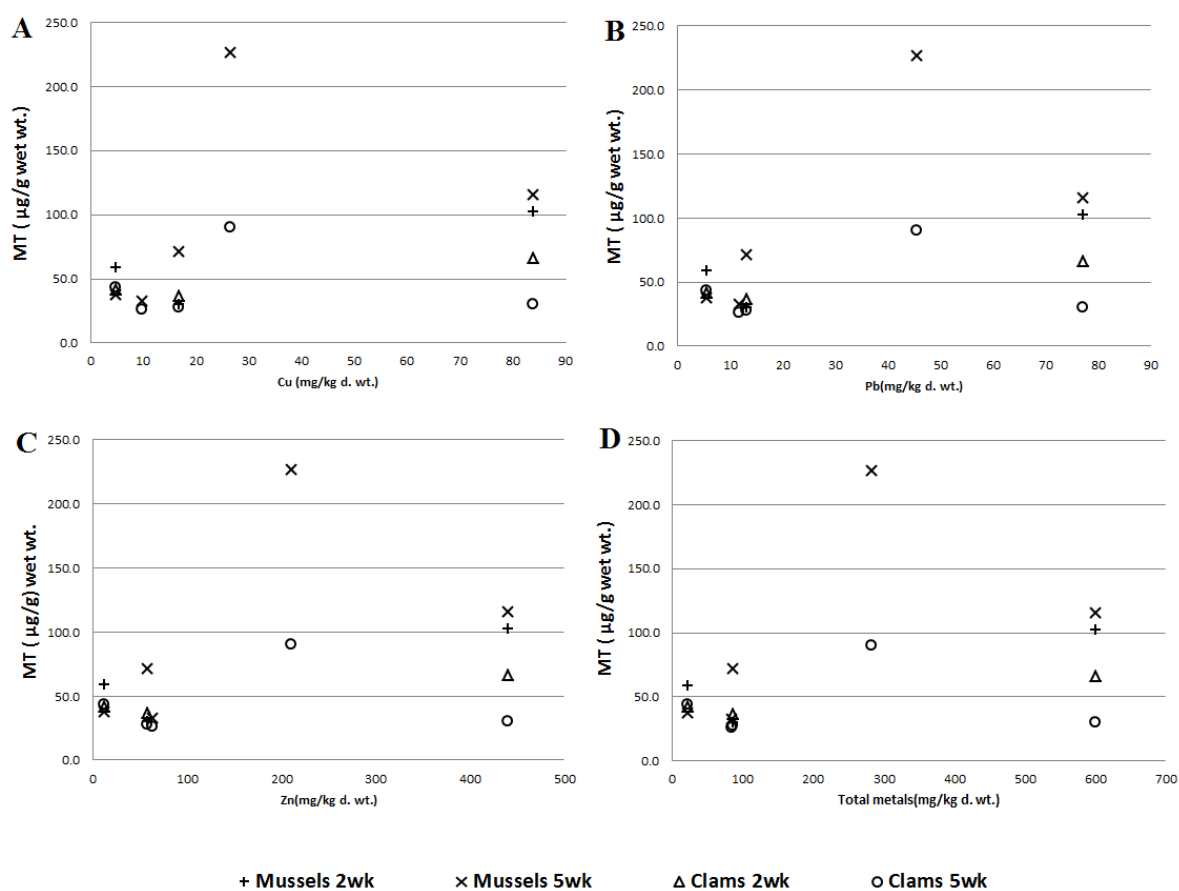 A
250.0
200.0
150.0
100.0
50.0
0.0
MT ( µg/g wet wt.)
0 10 20 30 40 50 60 70 80 90
Cu (mg/kg d. wt.)
B
250.0
200.0
150.0
100.0
50.0
0.0
MT ( µg/g wet wt.)
0 10 20 30 40 50 60 70 80 90
Pb(mg/kg d. wt.)
C
250.0
200.0
150.0
100.0
50.0
0.0
MT ( µg/g) wet wt.
0 100 200 300 400 500
Zn(mg/kg d. wt.)
D
250.0
200.0
150.0
100.0
50.0
0.0
MT ( µg/g wet wt.)
0 100 200 300 400 500 600 700
Total metals(mg/kg d. wt.)
Mussels 2wk Mussels 5wk Clams 2wk Clams 5wk